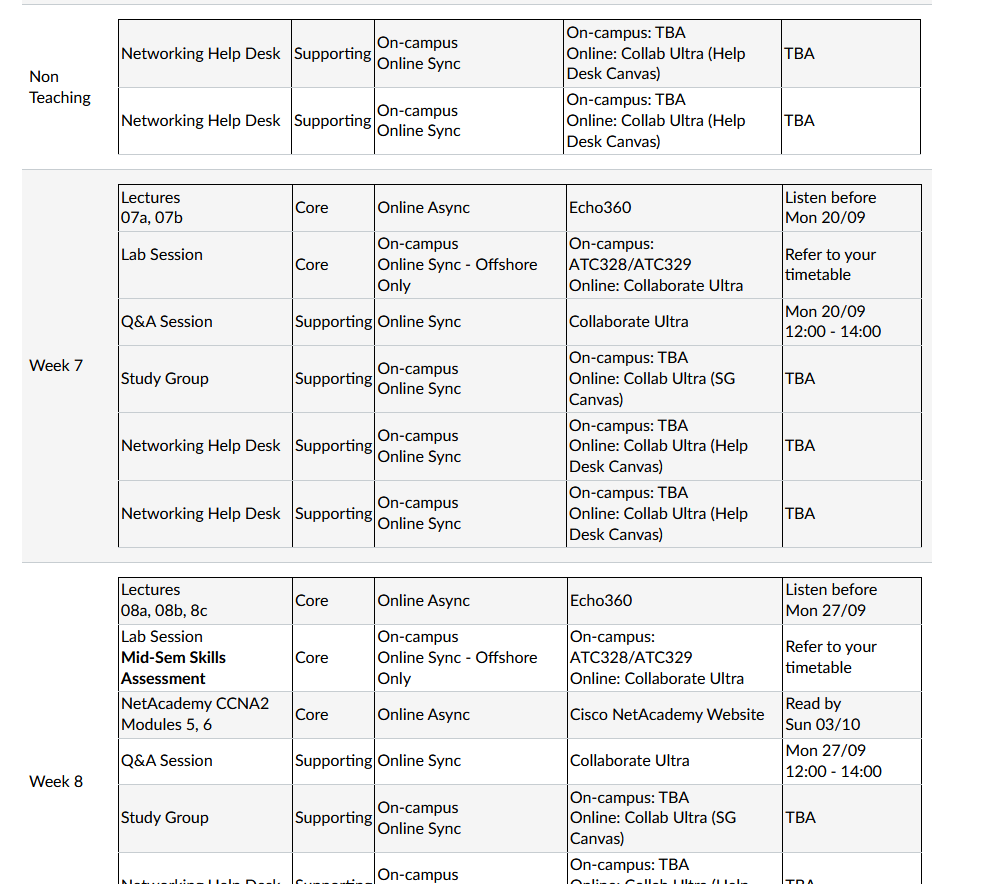 Non
Teaching
Networking Help Desk
Supporting
On-campus
Online Sync
On-campus: TBA
Online: Collab Ultra (Help
Desk Canvas)
TBA
Networking Help Desk
Supporting
On-campus
Online Sync
On-campus: TBA
Online: Collab Ultra (Help
Desk Canvas)
TBA
Week 7
Lectures
07a, 07b
Core
Online Async
Echo360
Listen before
Mon 20/09
Lab Session
Core
On-campus
Online Sync - Offshore
Only
On-campus:
ATC328/ATC329
Online: Collaborate Ultra
Refer to your
timetable
Q&A Session
Supporting
Online Sync
Collaborate Ultra
Mon 20/09
12:00 - 14:00
Study Group
Supporting
On-campus
Online Sync
On-campus: TBA
Online: Collab Ultra (SG
Canvas)
TBA
Networking Help Desk
Supporting
On-campus
Online Sync
On-campus: TBA
Online: Collab Ultra (Help
Desk Canvas)
TBA
Networking Help Desk
Supporting
On-campus
Online Sync
On-campus: TBA
Online: Collab Ultra (Help
Desk Canvas)
TBA
Week 8
Lectures
08a, 08b, 8c
Core
Online Async
Echo360
Listen before
Mon 27/09
Lab Session
Mid-Sem Skills
Assessment
Core
On-campus
Online Sync - Offshore
Only
On-campus:
ATC328/ATC329
Online: Collaborate Ultra
Refer to your
timetable
NetAcademy CCNA2
Modules 5, 6
Core
Online Async
Cisco NetAcademy Website
Read by
Sun 03/10
Q&A Session
Supporting
Online Sync
Collaborate Ultra
Mon 27/09
12:00 - 14:00
Study Group
Supporting
On-campus
Online Sync
On-campus: TBA
Online: Collab Ultra (SG
Canvas)
TBA
Networking Help Desk
Supporting
On-campus
On-campus: TBA
Online: Collab Ultra (Help
TBA